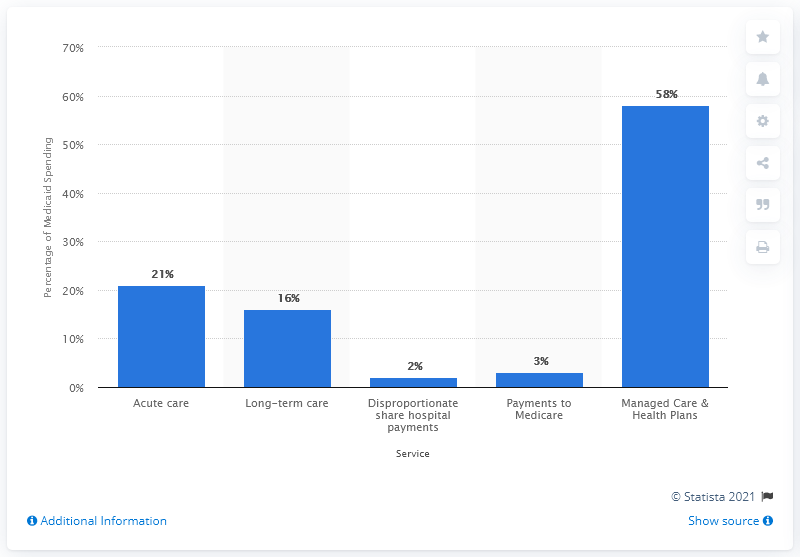 70%
60%
50%
40%
30%
20%
10%
0%
Percentage of Medicaid Spending
21%
16%
2%
3%
58%
Acute care
Long-term care
Disproportionate
share hospital
payments
Payments to
Medicare
Managed Care &
Health Plans
Service
© Statista 2021
Additional Information
Show source